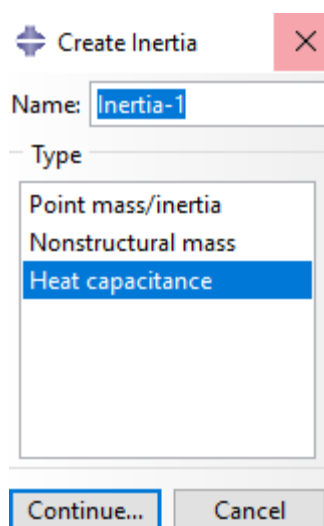 Create Inertia
Name: Inertia-1
Type
Point mass/inertia
Nonstructural mass
Heat capacitance
Continue... Cancel